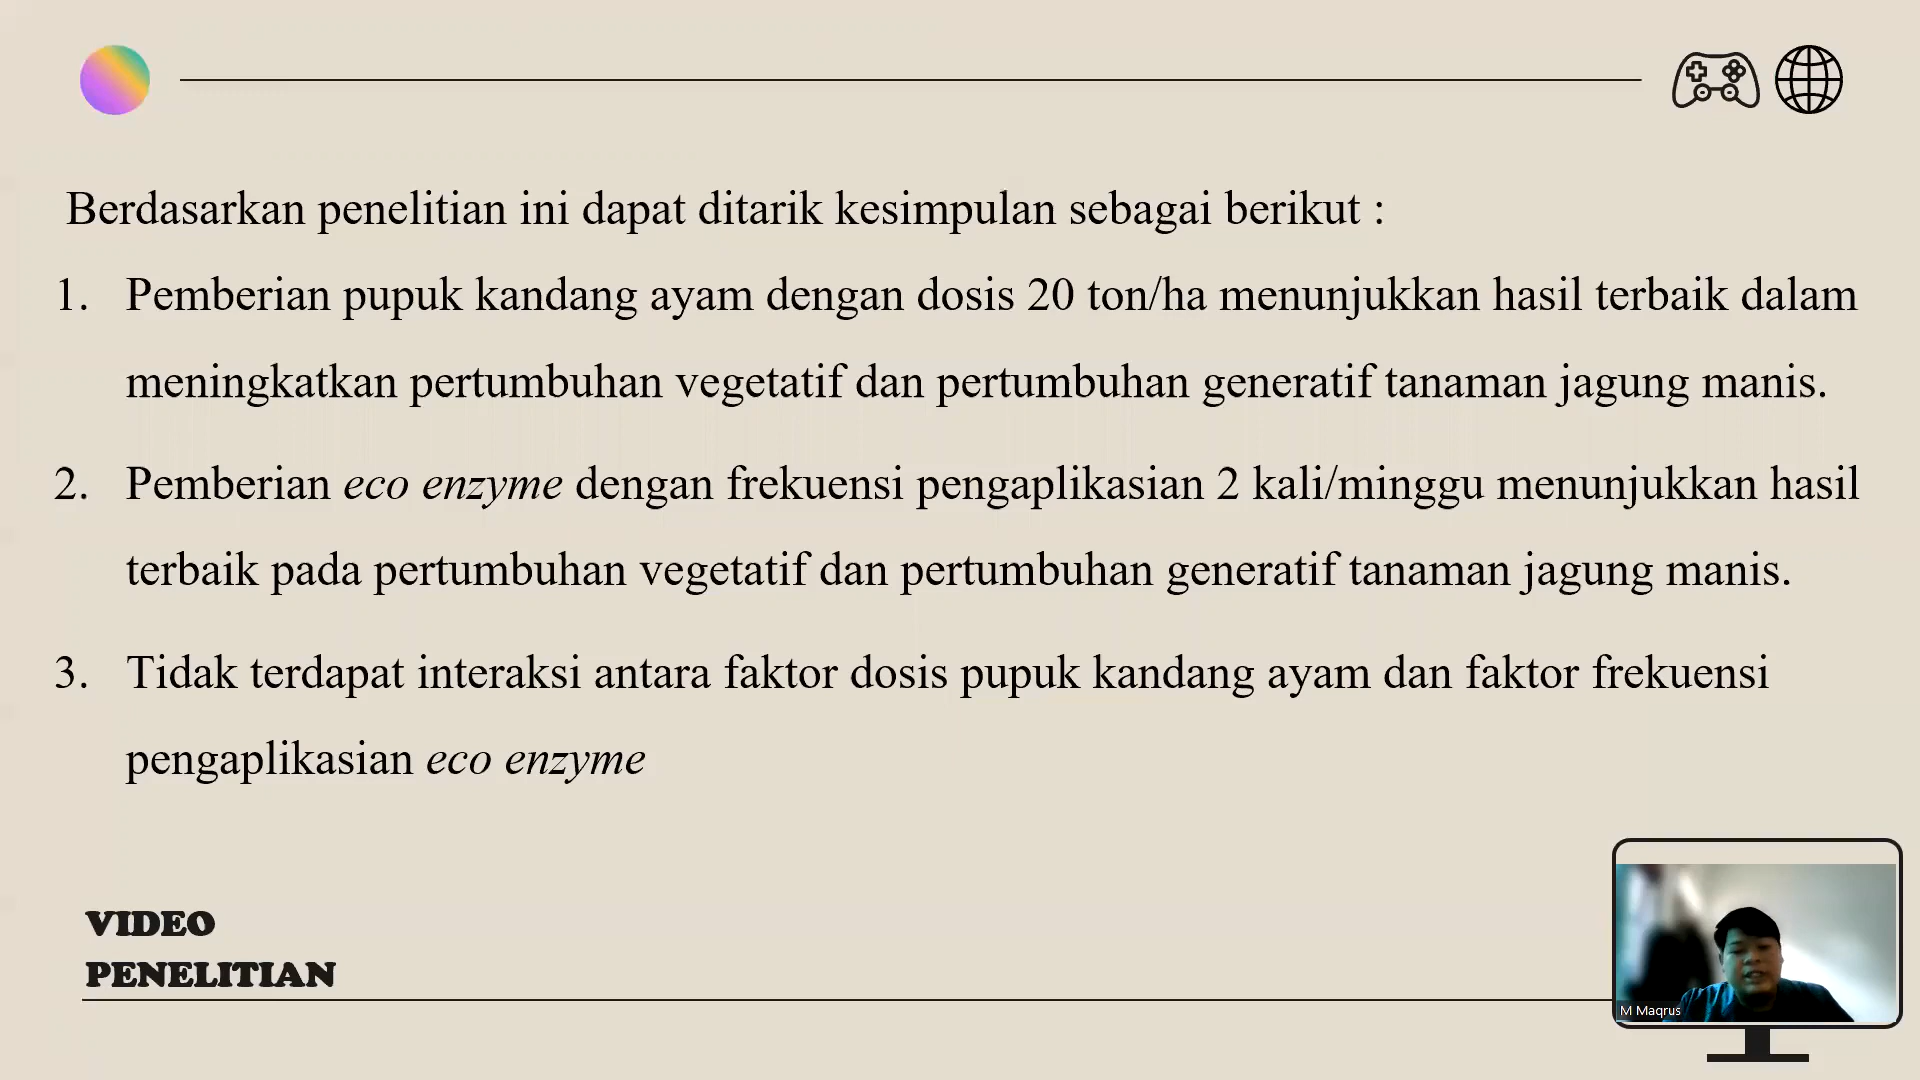 Berdasarkan penelitian ini dapat ditarik kesimpulan sebagai berikut :
1. Pemberian pupuk kandang ayam dengan dosis 20 ton/ha menunjukkan hasil terbaik dalam
meningkatkan pertumbuhan vegetatif dan pertumbuhan generatif tanaman jagung manis.
2. Pemberian eco enzyme dengan frekuensi pengaplikasian 2 kali/minggu menunjukkan hasil
terbaik pada pertumbuhan vegetatif dan pertumbuhan generatif tanaman jagung manis.
3. Tidak terdapat interaksi antara faktor dosis pupuk kandang ayam dan faktor frekuensi
pengaplikasian eco enzyme
VIDEO
PENELITIAN
M Maqrus